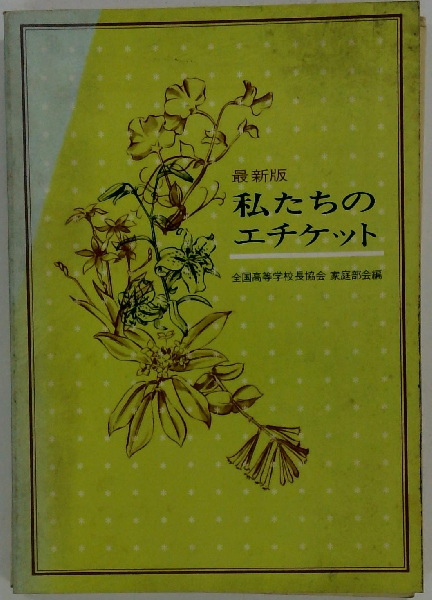 最新版
私たちの
エチケット
全国高等学校長協会 家庭部会編